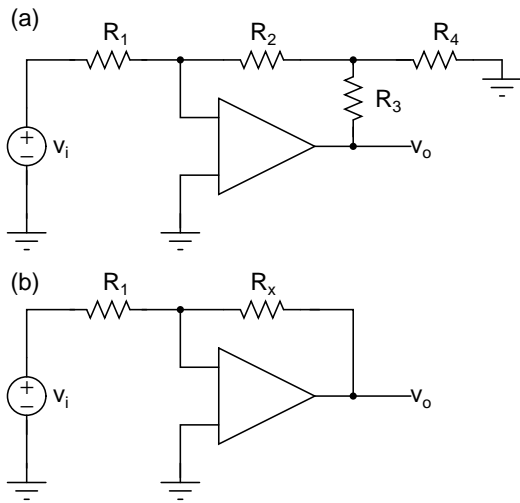 (a)
R₁ R₂ R₄
R₃
+
−
vᵢ
vₒ
(b)
R₁ Rₓ
+
−
vᵢ
vₒ